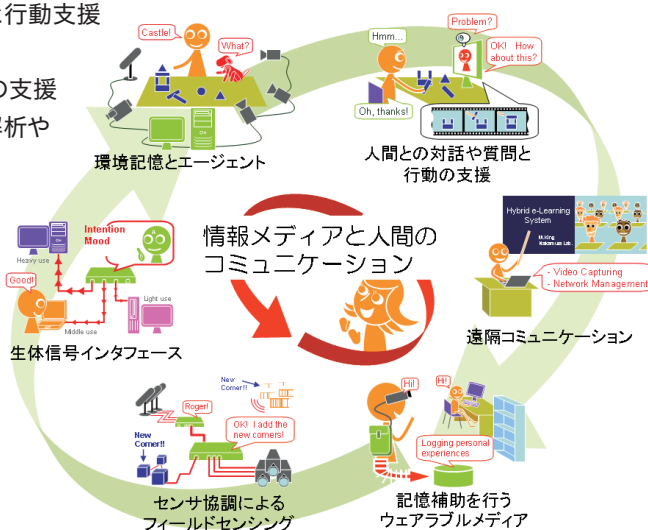 と行動支援
の支援
解析や
Castle!
What?
環境記憶とエージェント
Problem?
Hmm...
OK! How
about this?
Oh, thanks!
人間との対話や質問と
行動の支援
Hybrid e-Learning
System
- Video Capturing
- Network Management
遠隔コミュニケーション
Hi!
Hi!
Logging personal
experiences
記憶補助を行う
ウェアラブルメディア
New
Corner!!
Roger!
OK! I add the
new corners!
New
Corner!!
センサ協調による
フィールドセンシング
Intention
Mood
Heavy use
Good!
Light use
Middle use
生体信号インタフェース
情報メディアと人間の
コミュニケーション